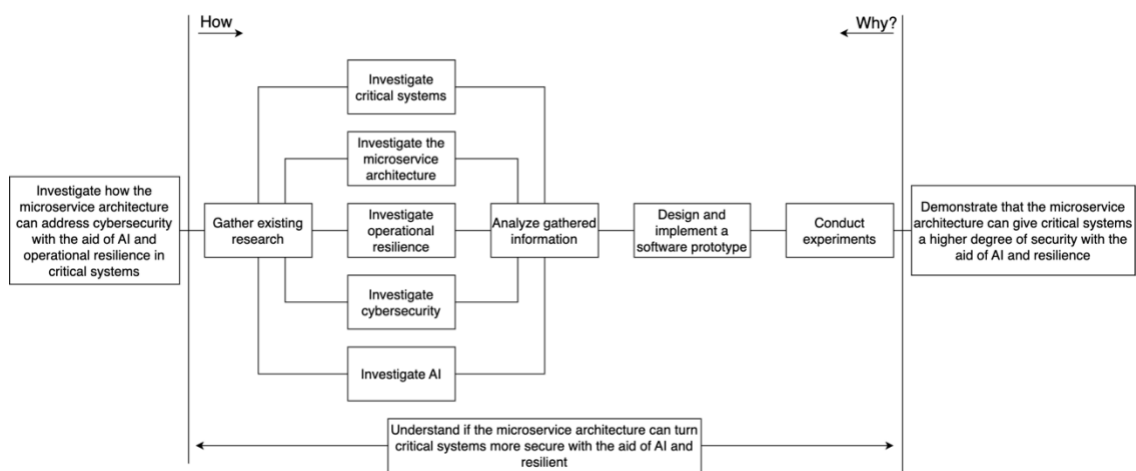 How
Why?
Investigate
critical systems
Investigate the
microservice
architecture
Investigate how the
microservice architecture
can address cybersecurity
with the aid of AI and
operational resilience in
critical systems
Gather existing
research
Investigate
operational
resilience
Analyze gathered
information
Design and
implement a
software prototype
Conduct
experiments
Demonstrate that the microservice
architecture can give critical systems
a higher degree of security with the
aid of AI and resilience
Investigate
cybersecurity
Investigate AI
Understand if the microservice architecture can turn
critical systems more secure with the aid of AI and
resilient